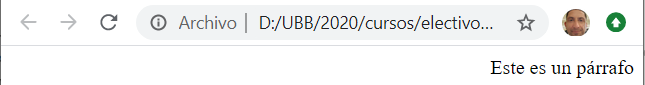 Archivo | D:/UBB/2020/cursos/electivo...
Este es un párrafo